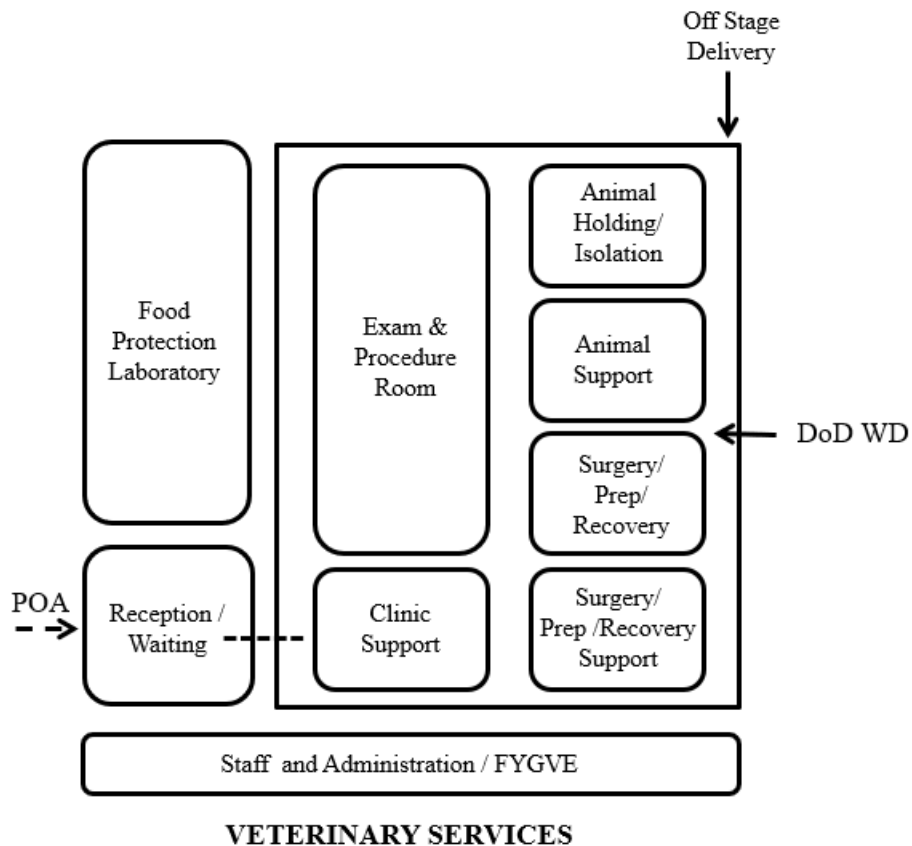 Off Stage
Delivery
Animal
Holding/
Isolation
Food
Protection
Laboratory
Exam &
Procedure
Room
Animal
Support
DoD WD
Surgery/
Prep/
Recovery
POA
Reception /
Waiting
Clinic
Support
Surgery/
Prep /Recovery
Support
Staff and Administration / FYGVE
VETERINARY SERVICES